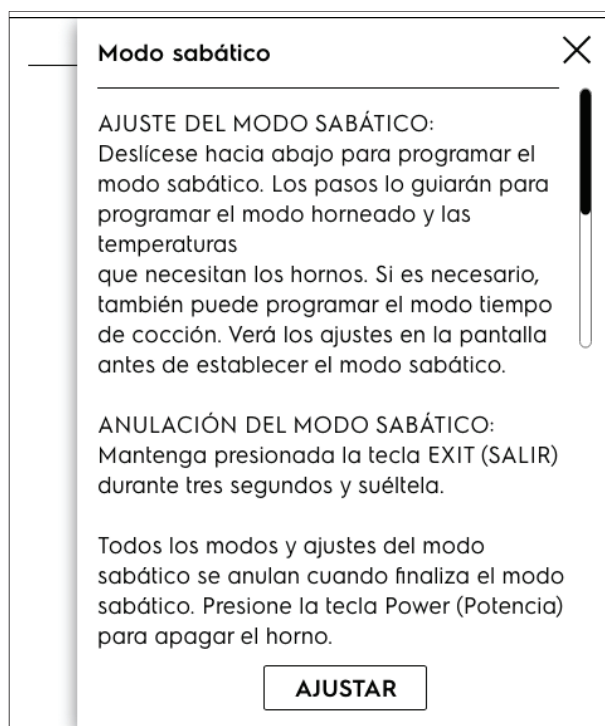 Modo sabático
AJUSTE DEL MODO SABÁTICO:
Deslícese hacia abajo para programar el
modo sabático. Los pasos lo guiarán para
programar el modo horneado y las
temperaturas
que necesitan los hornos. Si es necesario,
también puede programar el modo tiempo
de cocción. Verá los ajustes en la pantalla
antes de establecer el modo sabático.
ANULACIÓN DEL MODO SABÁTICO:
Mantenga presionada la tecla EXIT (SALIR)
durante tres segundos y suéltela.
Todos los modos y ajustes del modo
sabático se anulan cuando finaliza el modo
sabático. Presione la tecla Power (Potencia)
para apagar el horno.
AJUSTAR